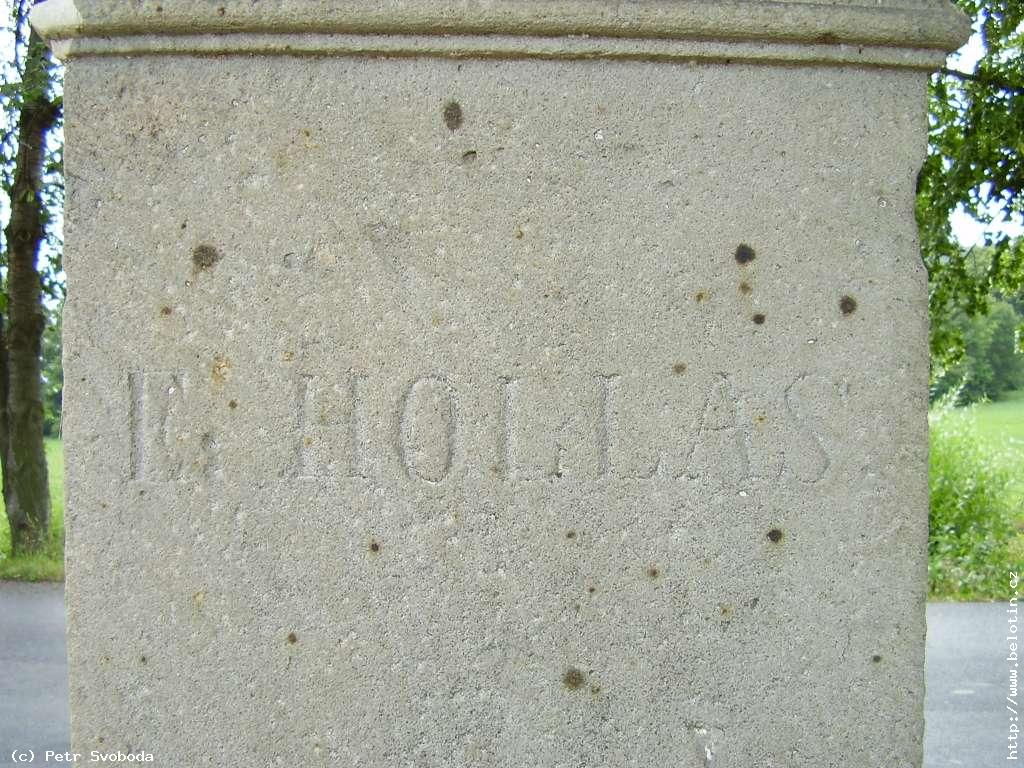 E. HOLLAS
(c) Petr Svoboda
http://www.belotin.cz